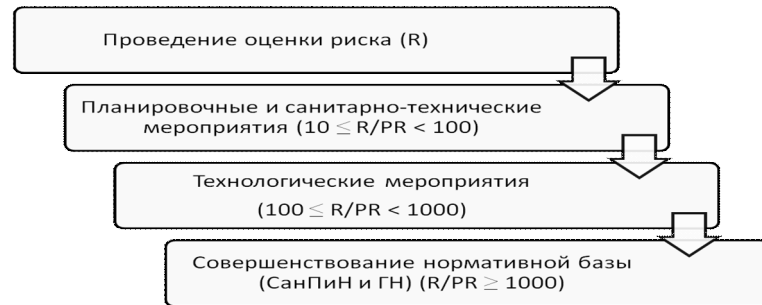 Проведение оценки риска (R)
Планировочные и санитарно-технические
мероприятия (10 ≤ R/PR < 100)
Технологические мероприятия
(100 ≤ R/PR < 1000)
Совершенствование нормативной базы
(СанПиН и ГН) (R/PR ≥ 1000)